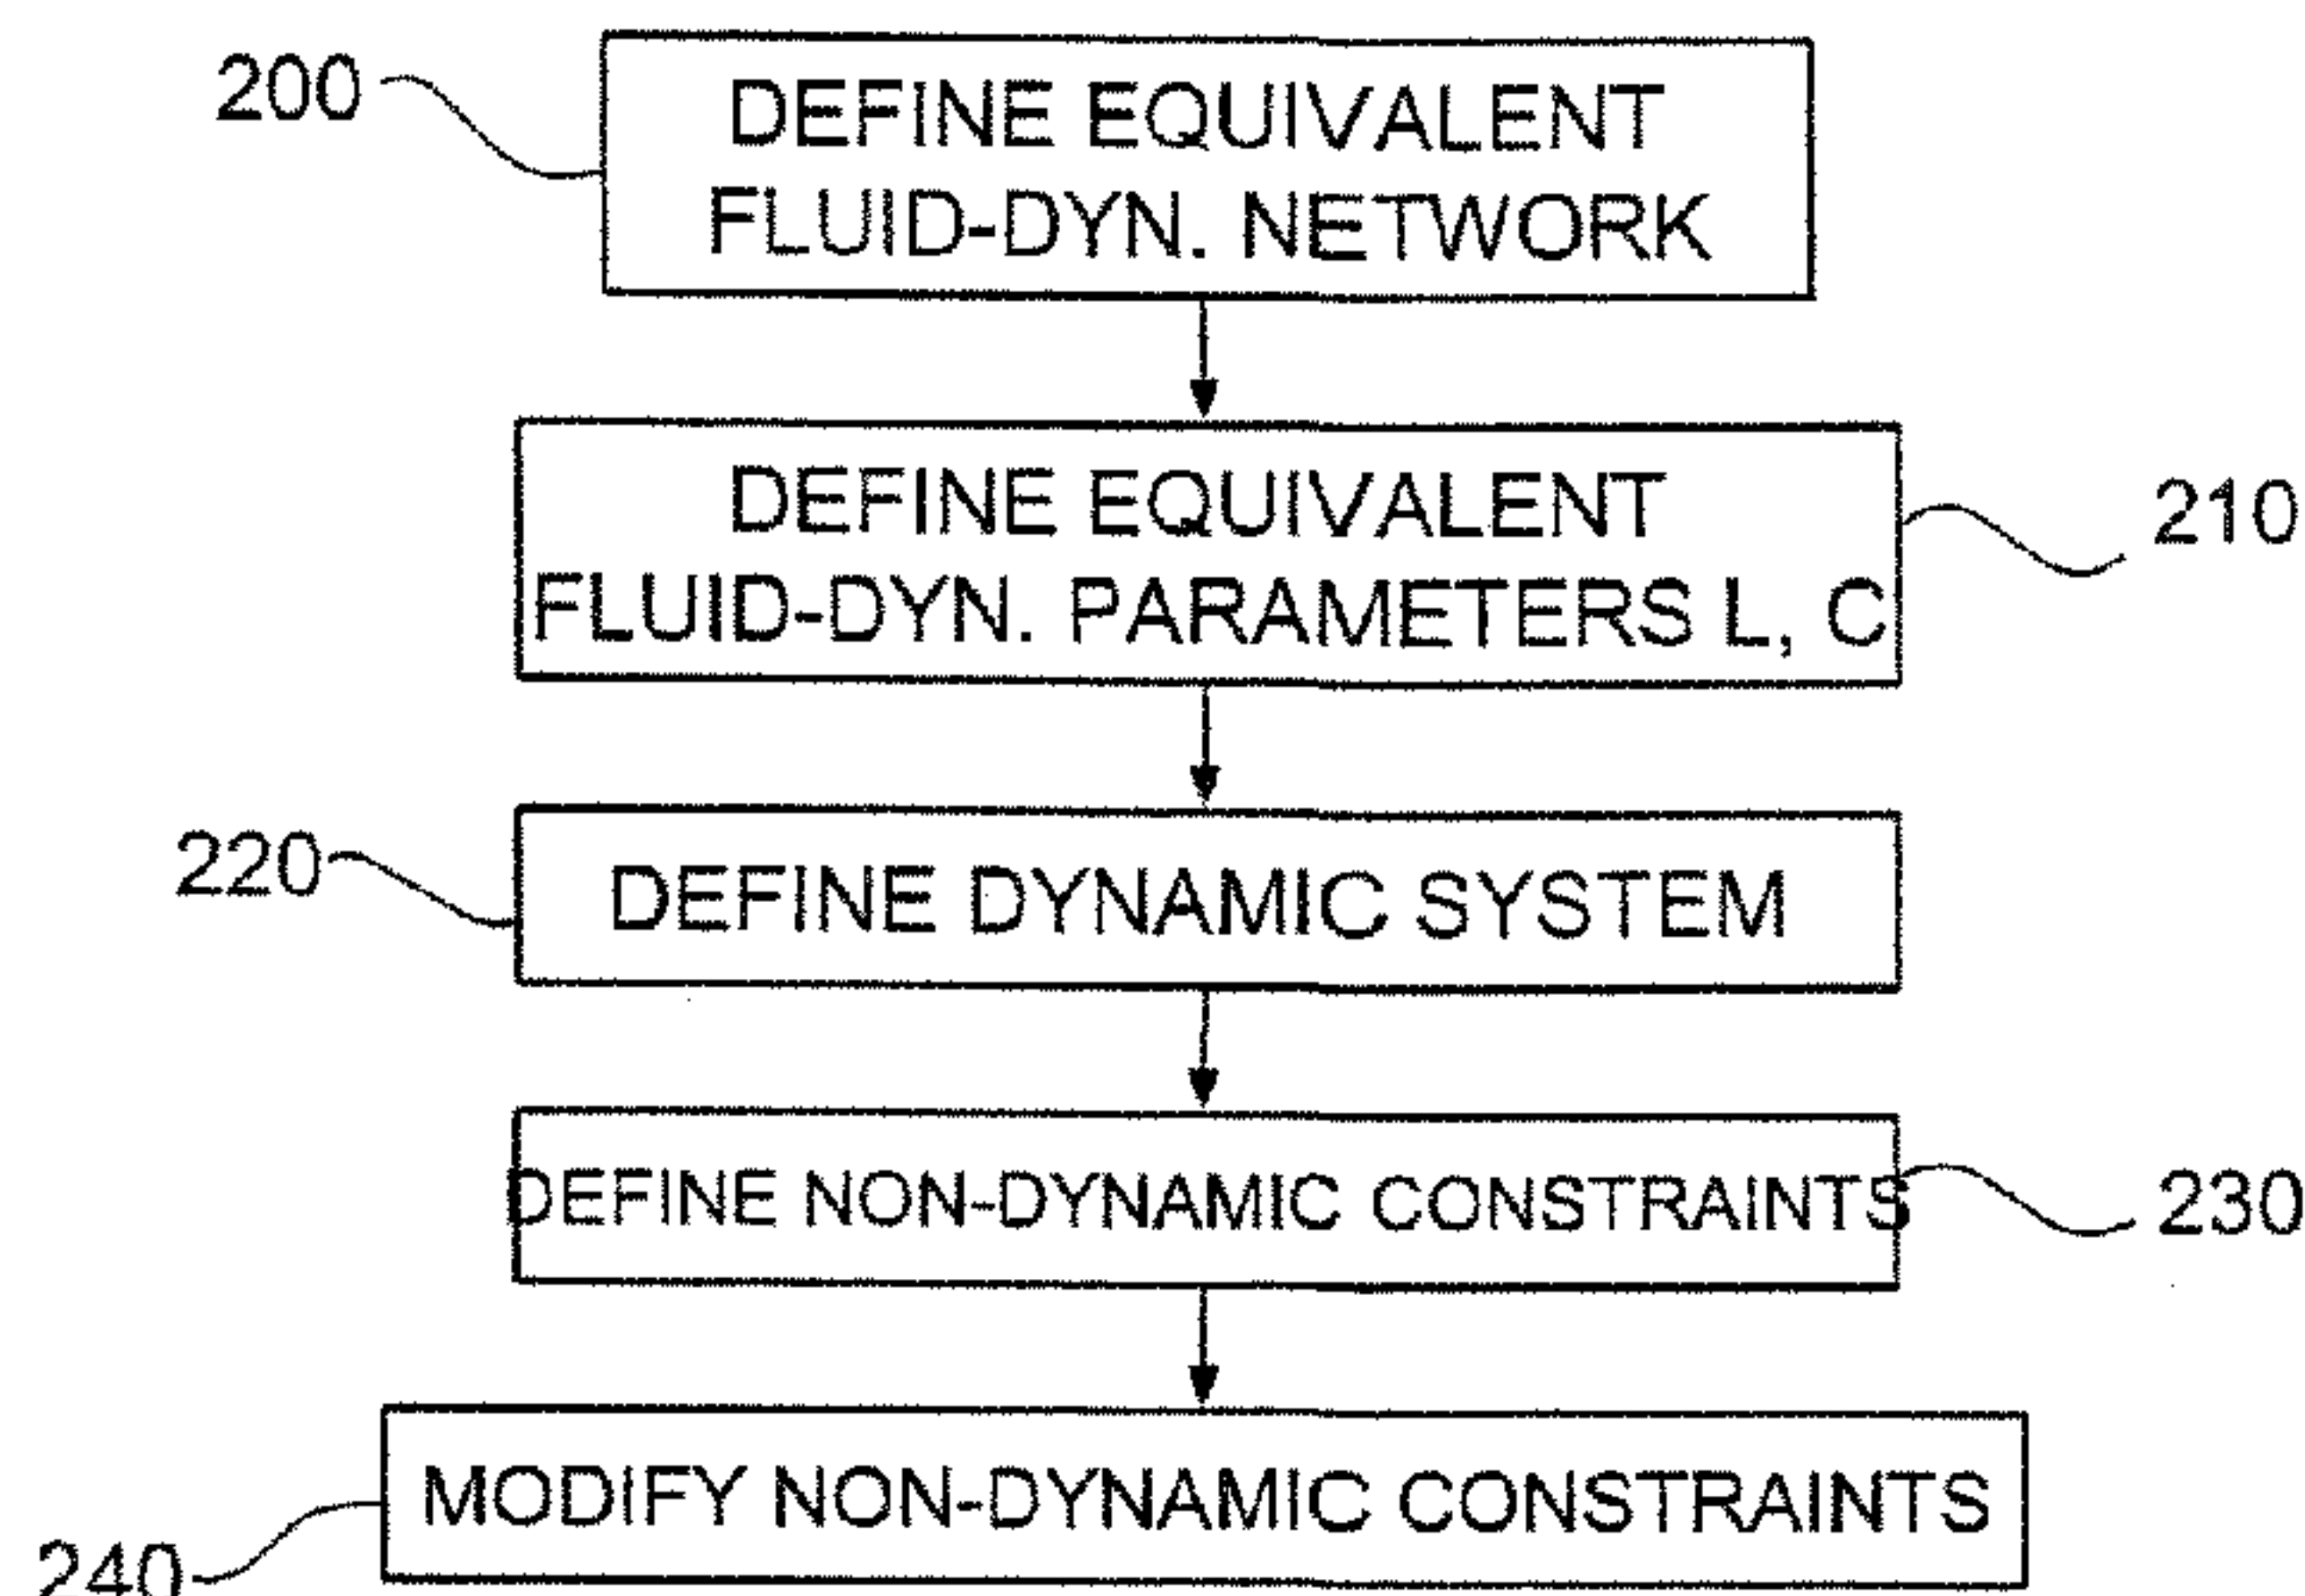 200
DEFINE EQUIVALENT
FLUID-DYN. NETWORK
DEFINE EQUIVALENT
FLUID-DYN. PARAMETERS L, C
210
220
DEFINE DYNAMIC SYSTEM
DEFINE NON-DYNAMIC CONSTRAINTS
230
MODIFY NON-DYNAMIC CONSTRAINTS
240